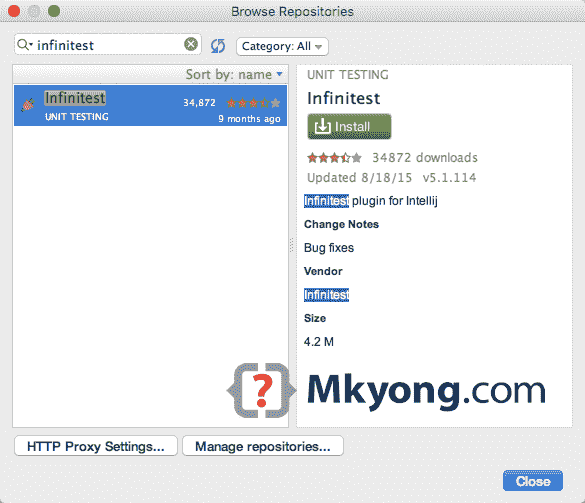 Browse Repositories
infinitest
Category: All
Sort by: name
Infinitest
34,872
UNIT TESTING
9 months ago
UNIT TESTING
Infinitest
Install
34872 downloads
Updated 8/18/15 v5.1.114
Infinitest plugin for Intellij
Change Notes
Bug fixes
Vendor
Infinitest
Size
4.2 M
{?} Mkyong.com
HTTP Proxy Settings...
Manage repositories...
Close